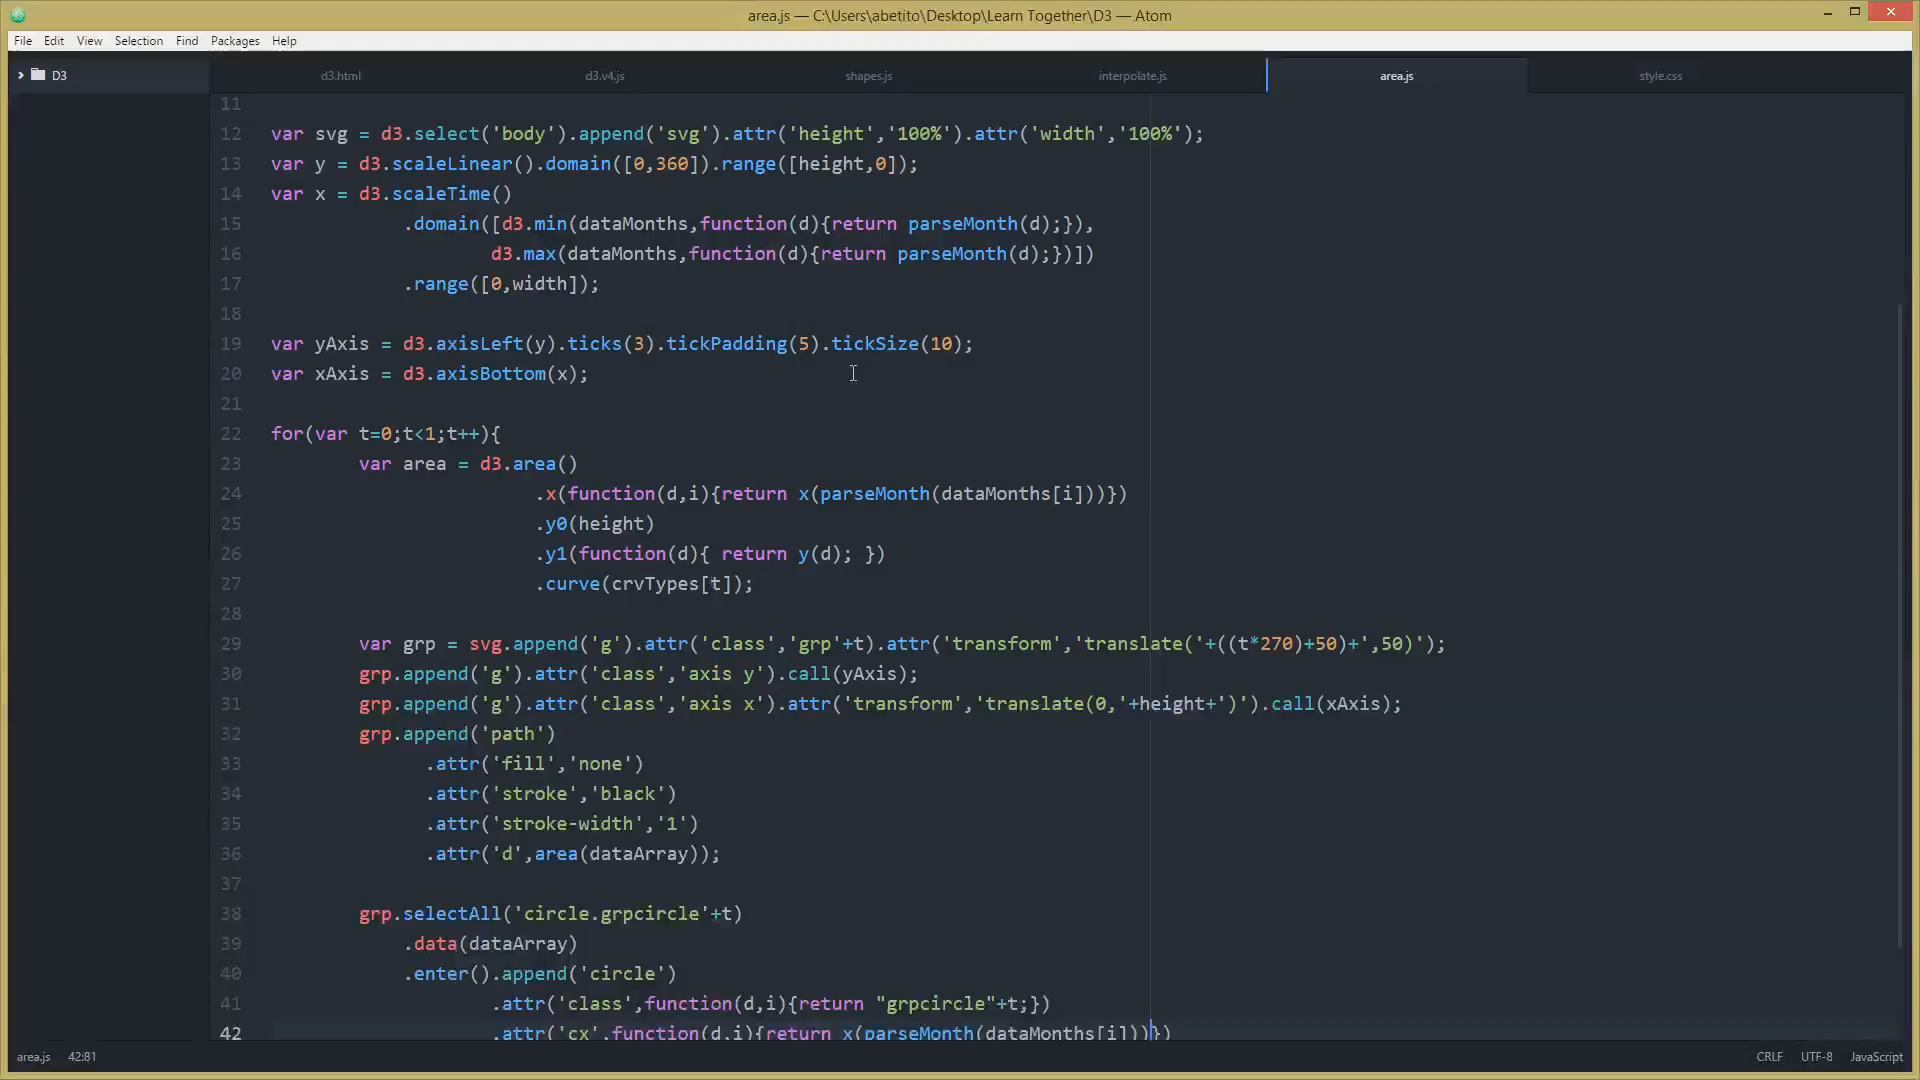 area.js — C:\Users\abetito\Desktop\Learn Together\D3 — Atom
File Edit View Selection Find Packages Help
D3
d3.html d3.v4.js shapes.js interpolate.js area.js style.css
11
12 var svg = d3.select('body').append('svg').attr('height','100%').attr('width','100%');
13 var y = d3.scaleLinear().domain([0,360]).range([height,0]);
14 var x = d3.scaleTime()
15 .domain([d3.min(dataMonths,function(d){return parseMonth(d);}),
16 d3.max(dataMonths,function(d){return parseMonth(d);})])
17 .range([0,width]);
18
19 var yAxis = d3.axisLeft(y).ticks(3).tickPadding(5).tickSize(10);
20 var xAxis = d3.axisBottom(x);
21
22 for(var t=0;t<1;t++){
23 var area = d3.area()
24 .x(function(d,i){return x(parseMonth(dataMonths[i]))})
25 .y0(height)
26 .y1(function(d){ return y(d); })
27 .curve(crvTypes[t]);
28
29 var grp = svg.append('g').attr('class','grp'+t).attr('transform','translate('+((t*270)+50)+',50)');
30 grp.append('g').attr('class','axis y').call(yAxis);
31 grp.append('g').attr('class','axis x').attr('transform','translate(0,'+height+')').call(xAxis);
32 grp.append('path')
33 .attr('fill','none')
34 .attr('stroke','black')
35 .attr('stroke-width','1')
36 .attr('d',area(dataArray));
37
38 grp.selectAll('circle.grpcircle'+t)
39 .data(dataArray)
40 .enter().append('circle')
41 .attr('class',function(d,i){return "grpcircle"+t;})
42 .attr('cx',function(d,i){return x(parseMonth(dataMonths[i]))})
area.js 42:81 CRLF UTF-8 JavaScript